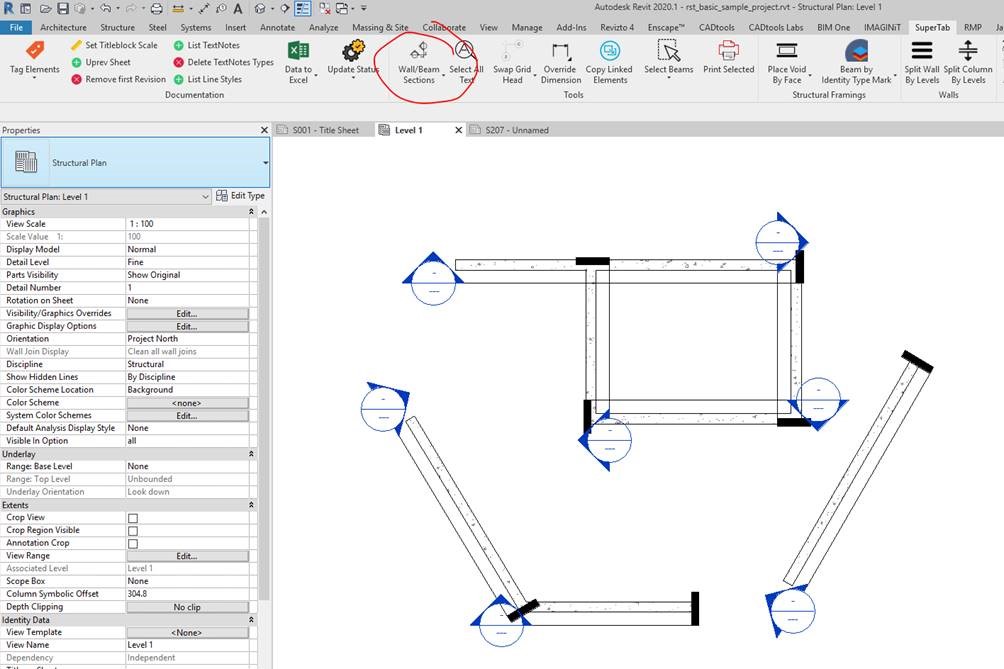 Autodesk Revit 2020.1 - rst_basic_sample_project.rvt - Structural Plan: Level 1
File Architecture Structure Steel Systems Insert Annotate Analyze Massing & Site Collaborate View Manage Add-Ins Revizto 4 Enscape™ CADtools CADtools Labs BIM One IMAGINiT SuperTab RMP
Tag Elements
Set Titleblock Scale
Uprev Sheet
Remove first Revision
List TextNotes
Delete TextNotes Types
List Line Styles
Documentation
Data to
Excel
Update Status
Wall/Beam
Sections
Select All
Text
Swap Grid
Head
Override
Dimension
Copy Linked
Elements
Select Beams
Print Selected
Tools
Place Void
By Face
Beam by
Identity Type Mark
Structural Framings
Split Wall
By Levels
Split Column
By Levels
Walls
Properties
S001 - Title Sheet
Level 1
S207 - Unnamed
Structural Plan
Structural Plan: Level 1
Edit Type
Graphics
View Scale 1 : 100
Scale Value 1: 100
Display Model Normal
Detail Level Fine
Parts Visibility Show Original
Detail Number 1
Rotation on Sheet None
Visibility/Graphics Overrides Edit...
Graphic Display Options Edit...
Orientation Project North
Wall Join Display Clean all wall joins
Discipline Structural
Show Hidden Lines By Discipline
Color Scheme Location Background
Color Scheme <none>
System Color Schemes Edit...
Default Analysis Display Style None
Visible In Option all
Underlay
Range: Base Level None
Range: Top Level Unbounded
Underlay Orientation Look down
Extents
Crop View
Crop Region Visible
Annotation Crop
View Range Edit...
Associated Level Level 1
Scope Box None
Column Symbolic Offset 304.8
Depth Clipping No clip
Identity Data
View Template <None>
View Name Level 1
Dependency Independent